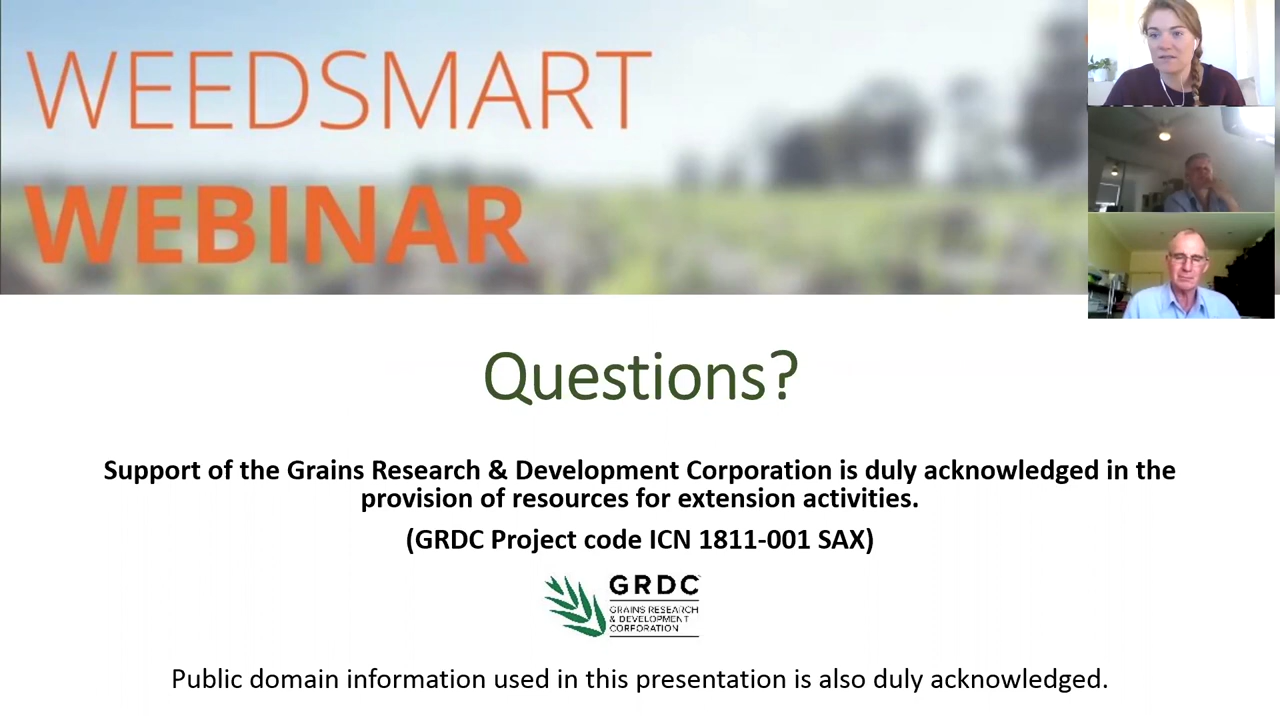 WEEDSMART
WEBINAR
Questions?
Support of the Grains Research & Development Corporation is duly acknowledged in the
provision of resources for extension activities.
(GRDC Project code ICN 1811-001 SAX)
GRDC
GRAINS RESEARCH
& DEVELOPMENT
CORPORATION
Public domain information used in this presentation is also duly acknowledged.